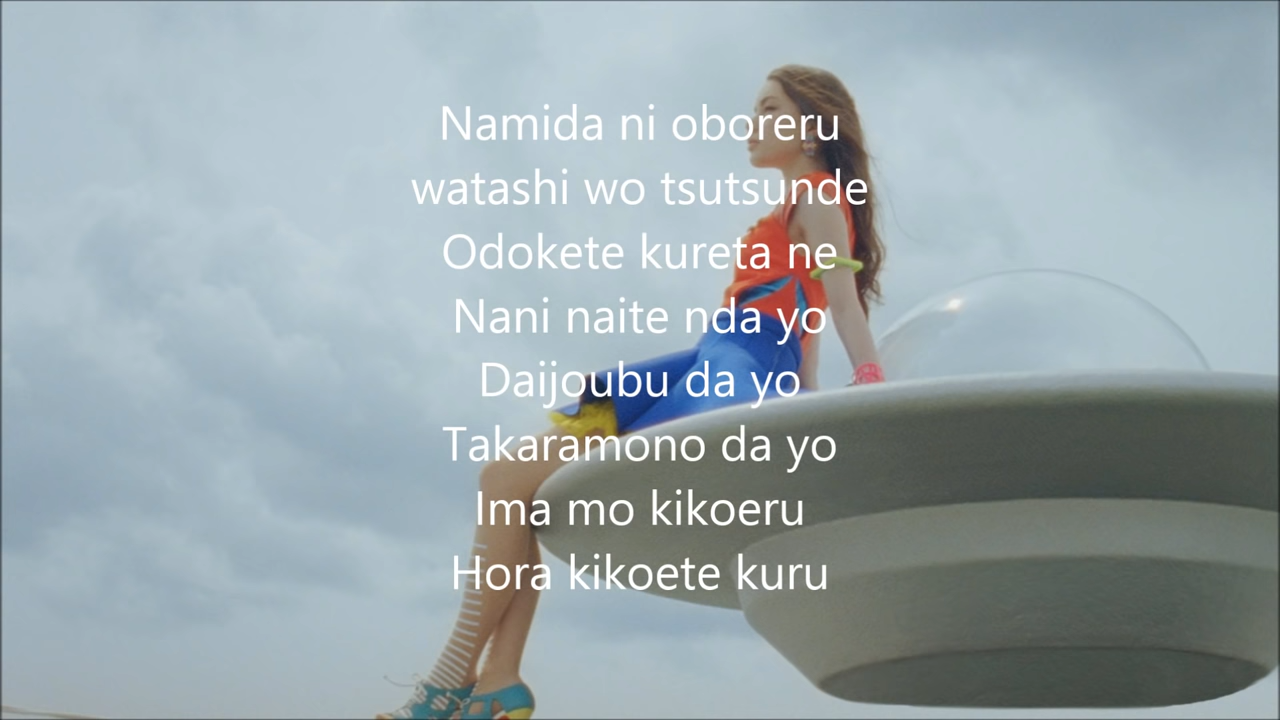 Namida ni oboreru
watashi wo tsutsunde
Odokete kureta ne
Nani naite nda yo
Daijoubu da yo
Takaramono da yo
Ima mo kikoeru
Hora kikoete kuru